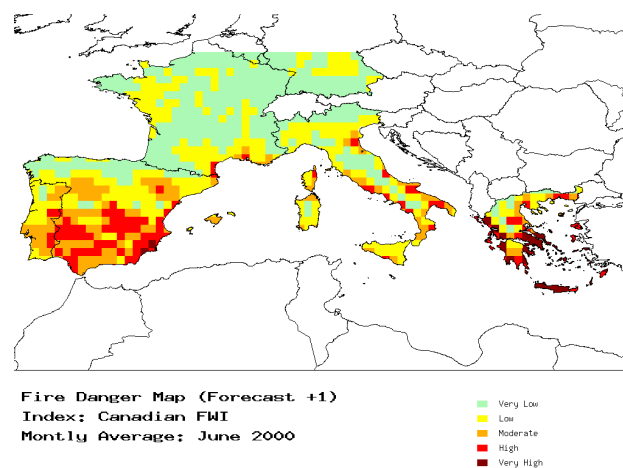 Fire Danger Map (Forecast +1)
Index: Canadian FWI
Montly Average: June 2000
Very Low
Low
Moderate
High
Very High